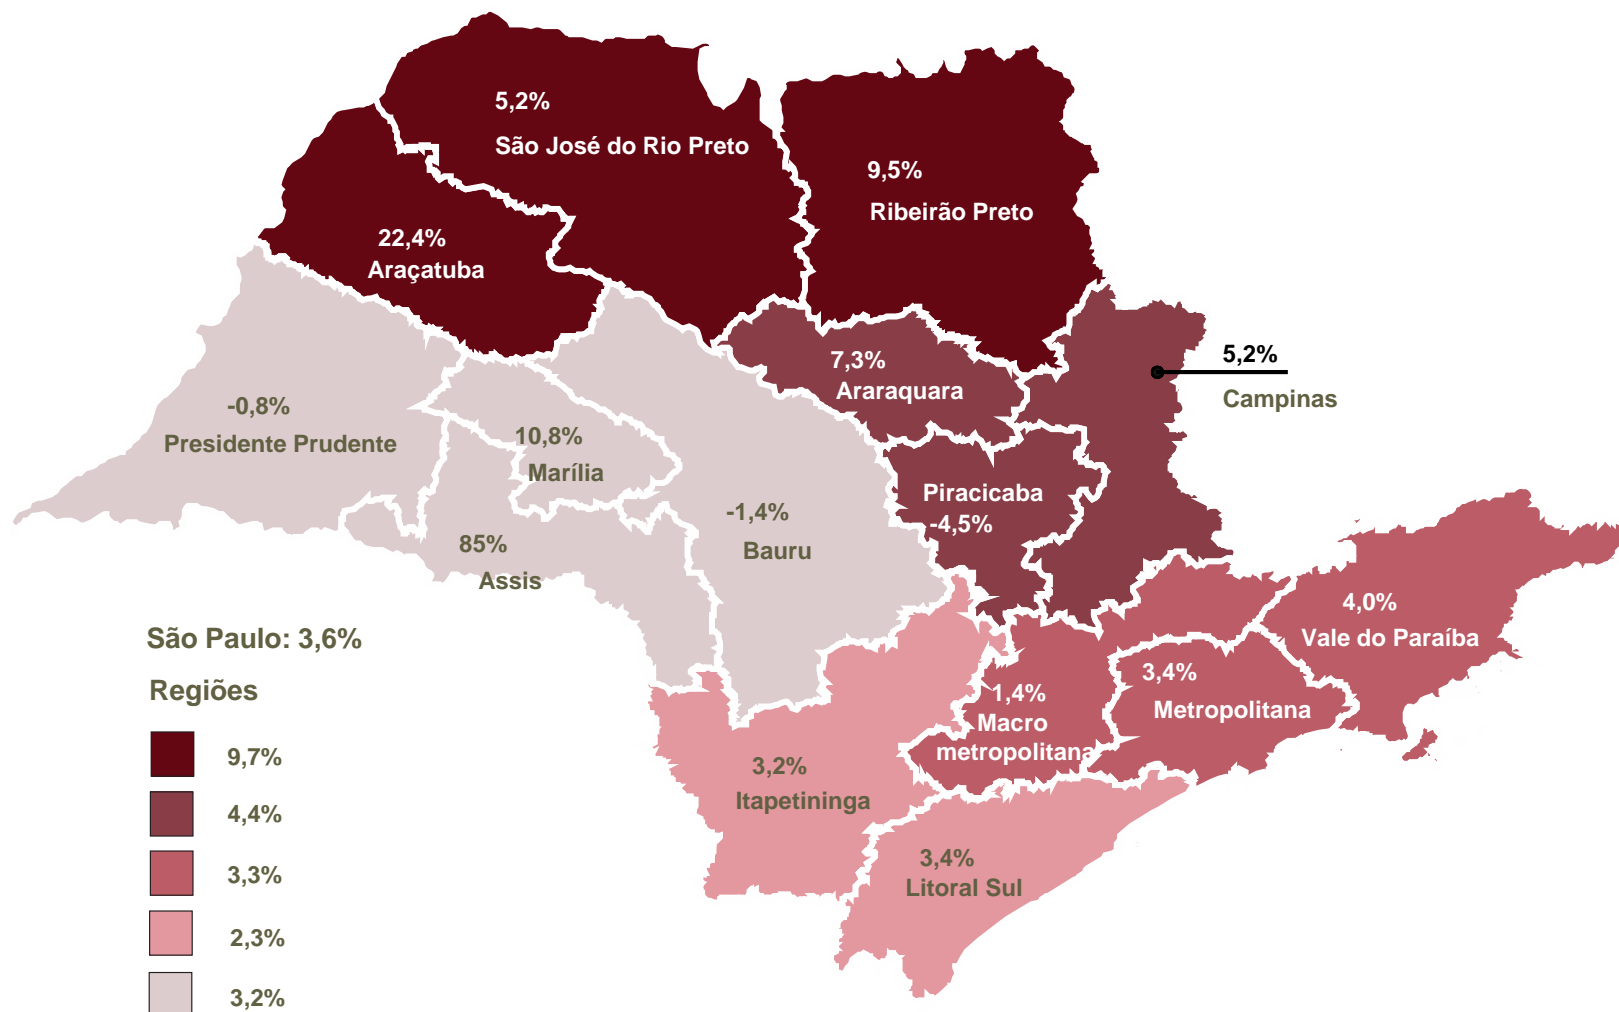 5,2%
São José do Rio Preto
9,5%
Ribeirão Preto
22,4%
Araçatuba
7,3%
Araraquara
5,2%
Campinas
-0,8%
Presidente Prudente
10,8%
Marília
Piracicaba
-4,5%
-1,4%
Bauru
85%
Assis
4,0%
Vale do Paraíba
3,4%
Metropolitana
1,4%
Macro
metropolitana
3,2%
Itapetininga
3,4%
Litoral Sul
São Paulo: 3,6%
Regiões
9,7%
4,4%
3,3%
2,3%
3,2%